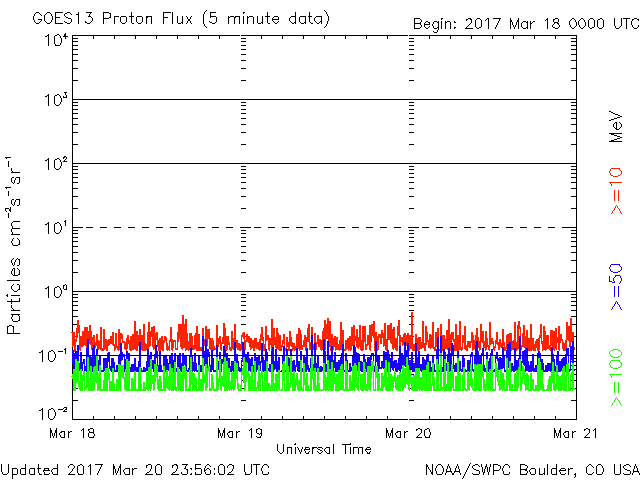 GOES13 Proton Flux (5 minute data)
Begin: 2017 Mar 18 0000 UTC
10⁴
10³
10²
10¹
10⁰
10⁻¹
10⁻²
Particles cm⁻²s⁻¹sr⁻¹
MeV
>=10
>=50
>=100
Mar 18
Mar 19
Mar 20
Mar 21
Universal Time
Updated 2017 Mar 20 23:56:02 UTC
NOAA/SWPC Boulder, CO USA